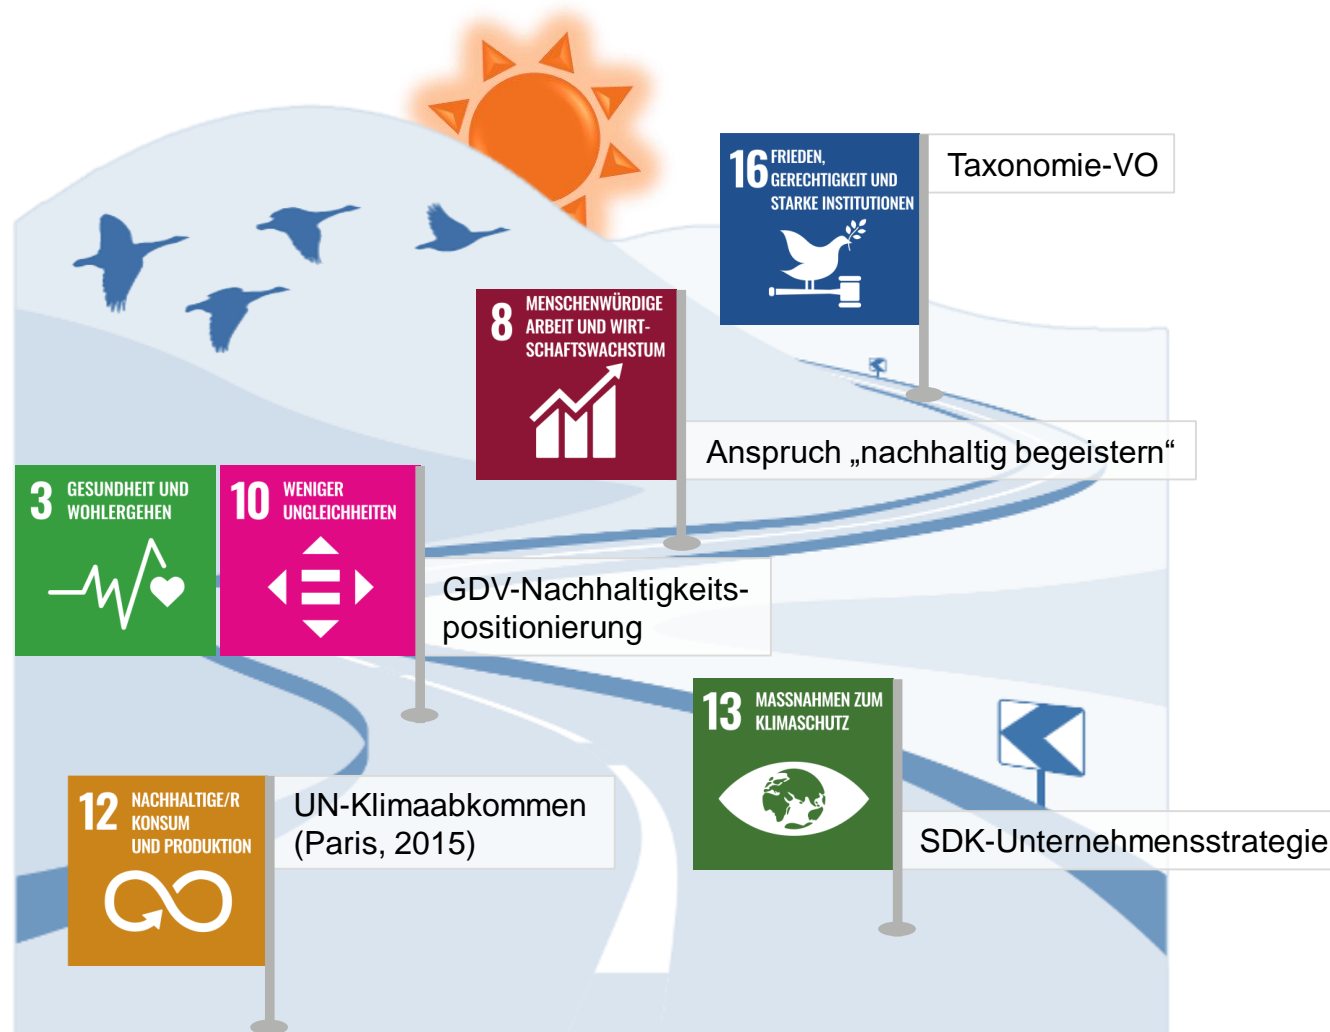 16 FRIEDEN,
GERECHTIGKEIT UND
STARKE INSTITUTIONEN
Taxonomie-VO
8 MENSCHENWÜRDIGE
ARBEIT UND WIRT-
SCHAFTSWACHSTUM
Anspruch „nachhaltig begeistern“
3 GESUNDHEIT UND
WOHLERGEHEN
10 WENIGER
UNGLEICHHEITEN
GDV-Nachhaltigkeits-
positionierung
13 MASSNAHMEN ZUM
KLIMASCHUTZ
SDK-Unternehmensstrategie
12 NACHHALTIGE/R
KONSUM
UND PRODUKTION
UN-Klimaabkommen
(Paris, 2015)